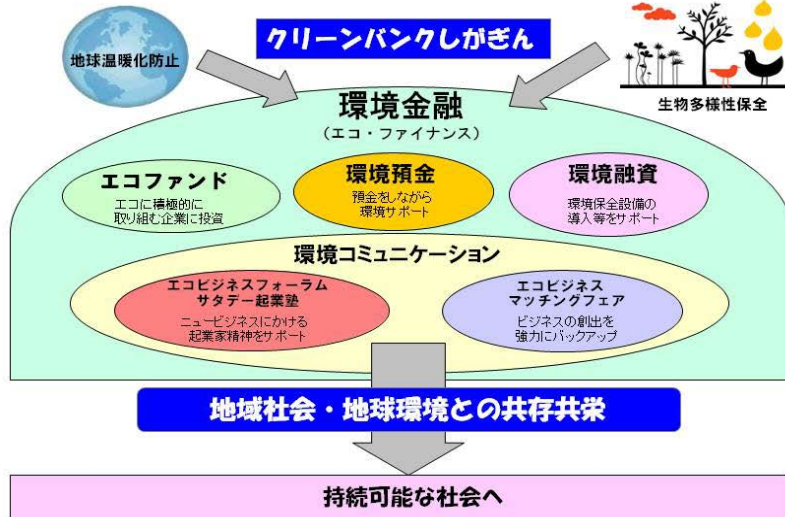 クリーンバンクしがぎん
地球温暖化防止
生物多様性保全
環境金融
(エコ・ファイナンス)
エコファンド
エコに積極的に
取り組む企業に投資
環境預金
預金をしながら
環境サポート
環境融資
環境保全設備の
導入等をサポート
環境コミュニケーション
エコビジネスフォーラム
サタデー起業塾
ニュービジネスにかける
起業家精神をサポート
エコビジネス
マッチングフェア
ビジネスの創出を
強力にバックアップ
地域社会・地球環境との共存共栄
持続可能な社会へ